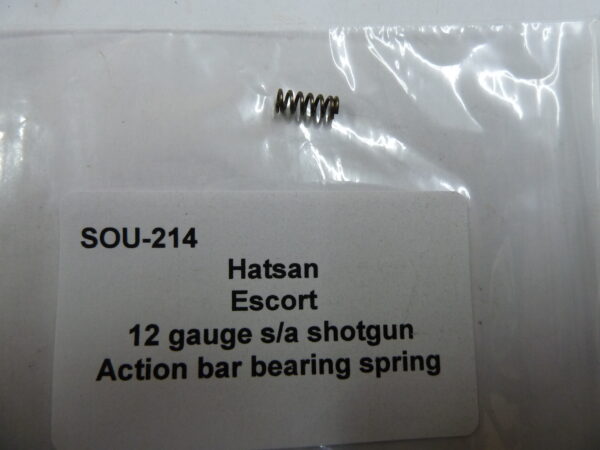 SOU-214
Hatsan
Escort
12 gauge s/a shotgun
Action bar bearing spring